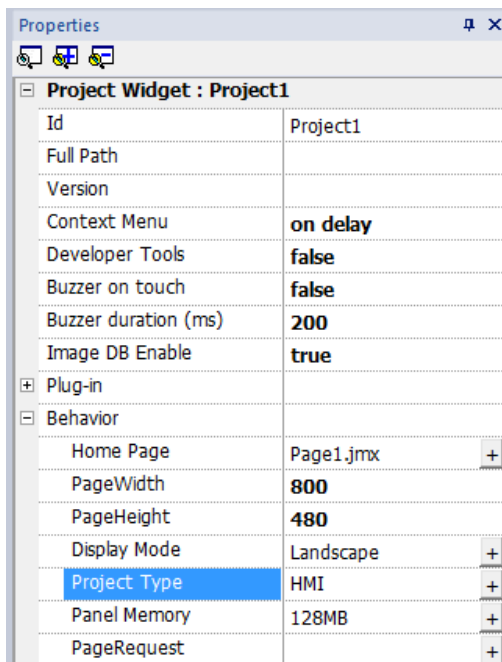 Properties
Project Widget : Project1
Id Project1
Full Path
Version
Context Menu on delay
Developer Tools false
Buzzer on touch false
Buzzer duration (ms) 200
Image DB Enable true
Plug-in
Behavior
Home Page Page1.jmx +
PageWidth 800
PageHeight 480
Display Mode Landscape +
Project Type HMI +
Panel Memory 128MB +
PageRequest +